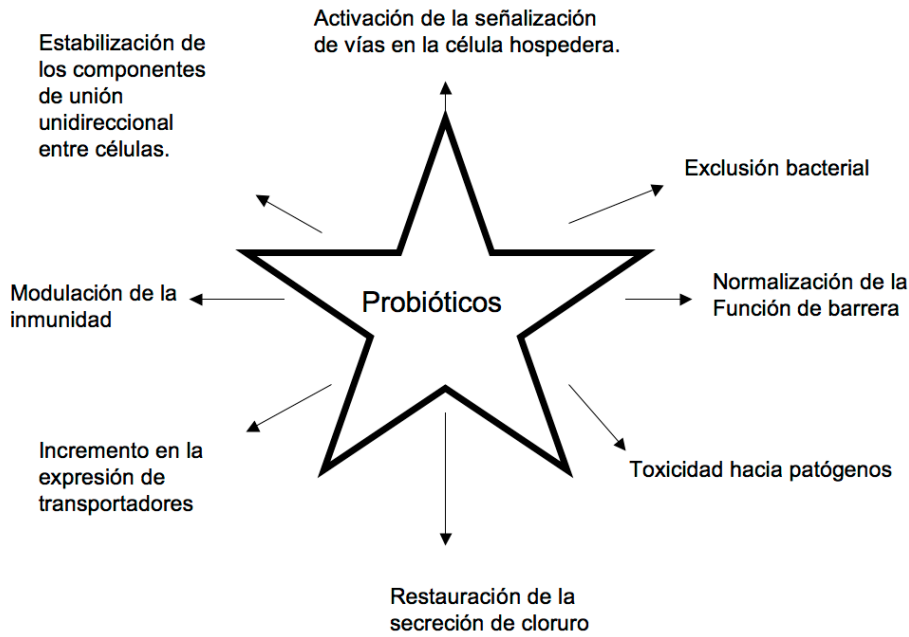 Activación de la señalización
de vías en la célula hospedera.
Estabilización de
los componentes
de unión
unidireccional
entre células.
Exclusión bacterial
Modulación de la
inmunidad
Probióticos
Normalización de la
Función de barrera
Incremento en la
expresión de
transportadores
Toxicidad hacia patógenos
Restauración de la
secreción de cloruro